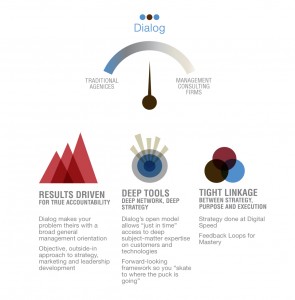 Dialog
TRADITIONAL
AGENICES
MANAGEMENT
CONSULTING
FIRMS
RESULTS DRIVEN
FOR TRUE ACCOUNTABILITY
Dialog makes your
problem theirs with a
broad general
management orientation
Objective, outside-in
approach to strategy,
marketing and leadership
development
DEEP TOOLS
DEEP NETWORK, DEEP
STRATEGY
Dialog's open model
allows "just in time"
access to deep
subject-matter expertise
on customers and
technologies
Forward-looking
framework so you "skate
to where the puck is
going"
TIGHT LINKAGE
BETWEEN STRATEGY,
PURPOSE AND EXECUTION
Strategy done at Digital
Speed
Feedback Loops for
Mastery